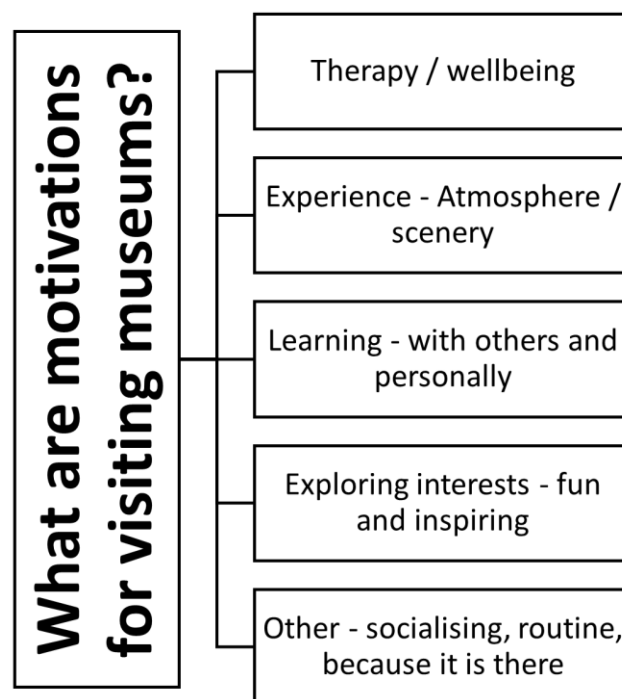 What are motivations
for visiting museums?
Therapy / wellbeing
Experience - Atmosphere /
scenery
Learning - with others and
personally
Exploring interests - fun
and inspiring
Other - socialising, routine,
because it is there